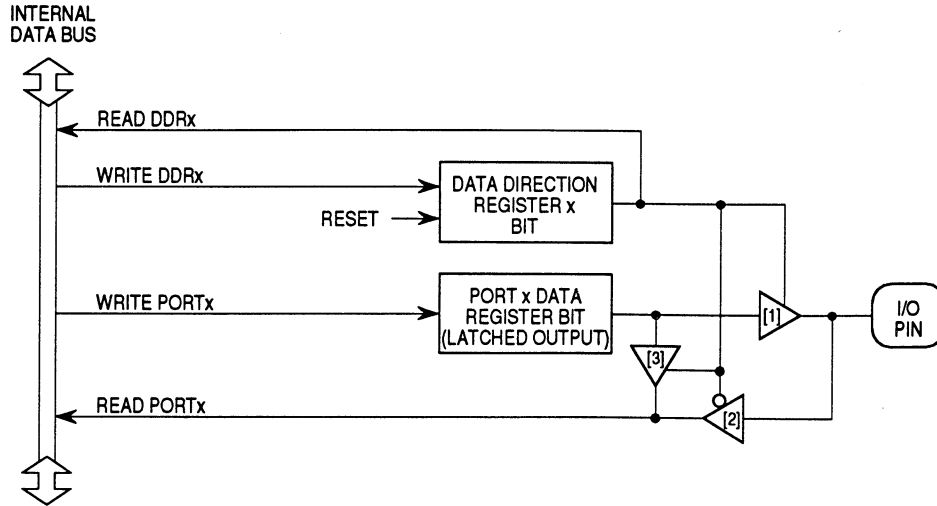 INTERNAL
DATA BUS
READ DDRx
WRITE DDRx
DATA DIRECTION
REGISTER x
BIT
RESET
WRITE PORTx
PORT x DATA
REGISTER BIT
(LATCHED OUTPUT)
[1]
I/O
PIN
[3]
READ PORTx
[2]